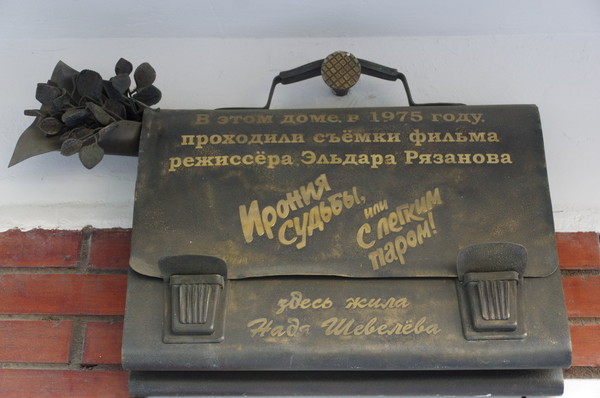 В этом доме, в 1975 году,
проходили съёмки фильма
режиссёра Эльдара Рязанова
Ирония
судьбы,
или
С легким
паром!
здесь жила
Надя Шевелёва